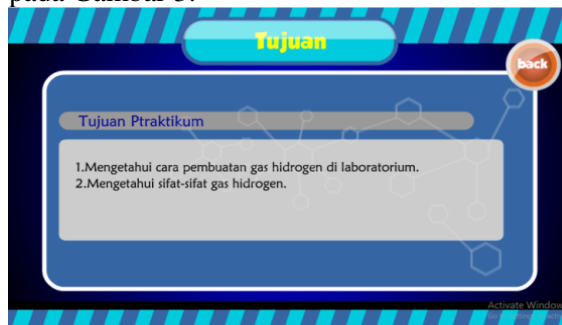 pada Gambar 3.
Tujuan
back
Tujuan Ptraktikum
1.Mengetahui cara pembuatan gas hidrogen di laboratorium.
2.Mengetahui sifat-sifat gas hidrogen.
Activate Window